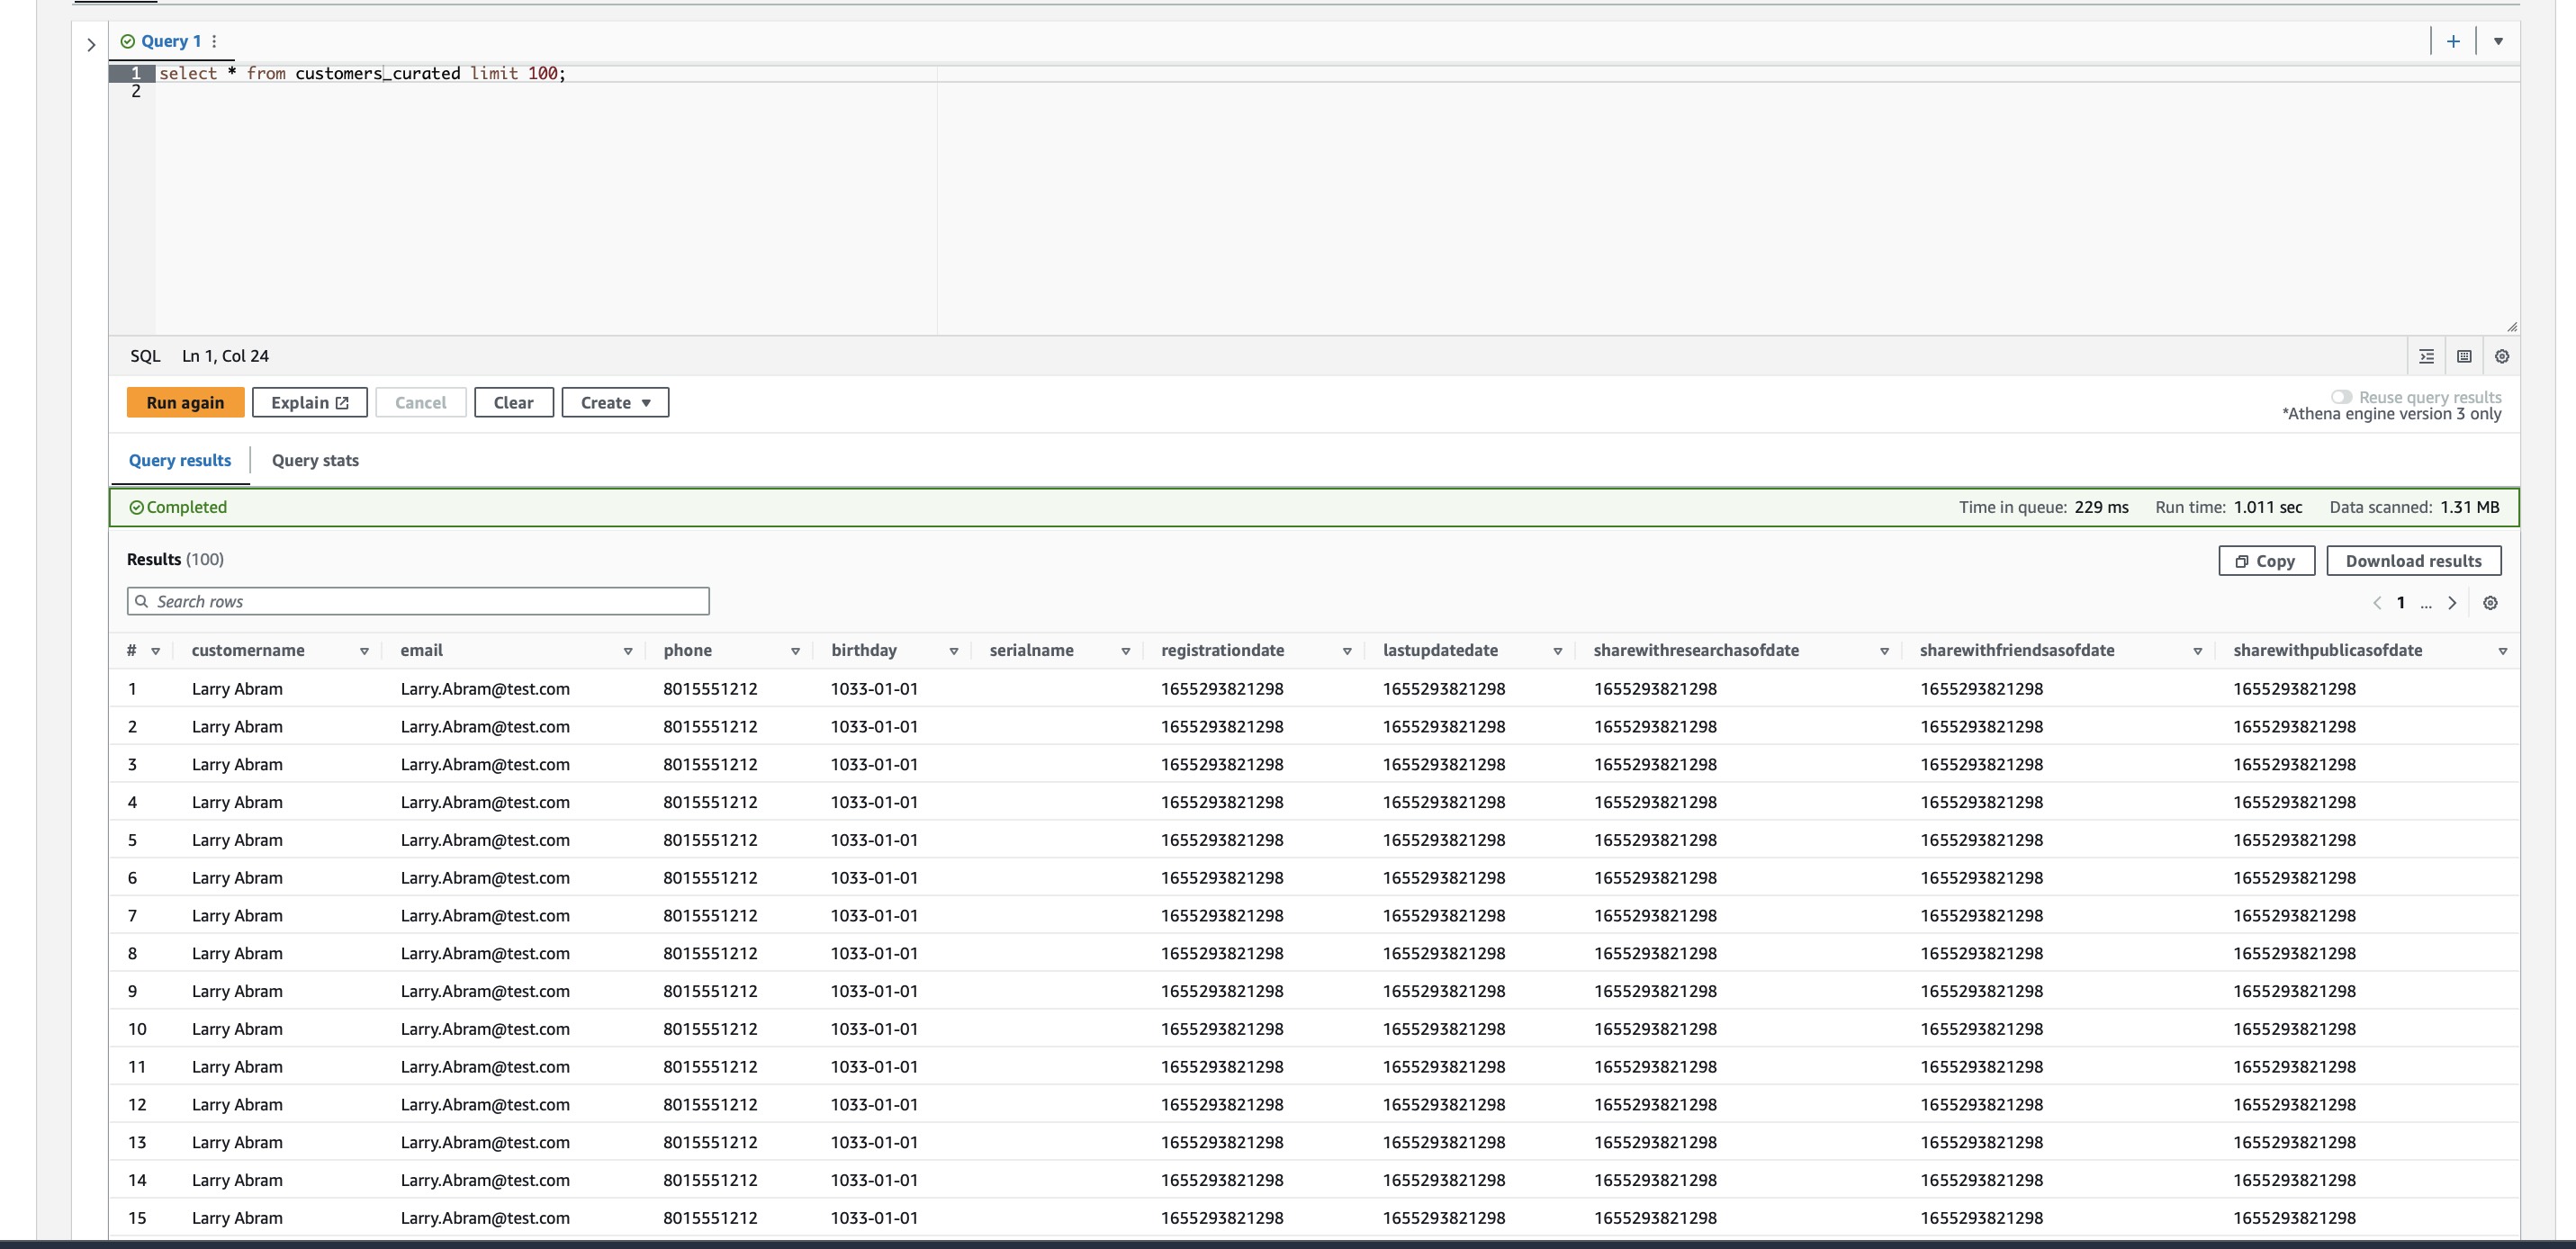 Query 1
1 select * from customers_curated limit 100;
2
SQL Ln 1, Col 24
Run again Explain Cancel Clear Create
Reuse query results
*Athena engine version 3 only
Query results Query stats
Completed Time in queue: 229 ms Run time: 1.011 sec Data scanned: 1.31 MB
Results (100) Copy Download results
Search rows 1 ...
# customername email phone birthday serialname registrationdate lastupdatedate sharewithresearchasofdate sharewithfriendsasofdate sharewithpublicasofdate
1 Larry Abram Larry.Abram@test.com 8015551212 1033-01-01 1655293821298 1655293821298 1655293821298 1655293821298 1655293821298
2 Larry Abram Larry.Abram@test.com 8015551212 1033-01-01 1655293821298 1655293821298 1655293821298 1655293821298 1655293821298
3 Larry Abram Larry.Abram@test.com 8015551212 1033-01-01 1655293821298 1655293821298 1655293821298 1655293821298 1655293821298
4 Larry Abram Larry.Abram@test.com 8015551212 1033-01-01 1655293821298 1655293821298 1655293821298 1655293821298 1655293821298
5 Larry Abram Larry.Abram@test.com 8015551212 1033-01-01 1655293821298 1655293821298 1655293821298 1655293821298 1655293821298
6 Larry Abram Larry.Abram@test.com 8015551212 1033-01-01 1655293821298 1655293821298 1655293821298 1655293821298 1655293821298
7 Larry Abram Larry.Abram@test.com 8015551212 1033-01-01 1655293821298 1655293821298 1655293821298 1655293821298 1655293821298
8 Larry Abram Larry.Abram@test.com 8015551212 1033-01-01 1655293821298 1655293821298 1655293821298 1655293821298 1655293821298
9 Larry Abram Larry.Abram@test.com 8015551212 1033-01-01 1655293821298 1655293821298 1655293821298 1655293821298 1655293821298
10 Larry Abram Larry.Abram@test.com 8015551212 1033-01-01 1655293821298 1655293821298 1655293821298 1655293821298 1655293821298
11 Larry Abram Larry.Abram@test.com 8015551212 1033-01-01 1655293821298 1655293821298 1655293821298 1655293821298 1655293821298
12 Larry Abram Larry.Abram@test.com 8015551212 1033-01-01 1655293821298 1655293821298 1655293821298 1655293821298 1655293821298
13 Larry Abram Larry.Abram@test.com 8015551212 1033-01-01 1655293821298 1655293821298 1655293821298 1655293821298 1655293821298
14 Larry Abram Larry.Abram@test.com 8015551212 1033-01-01 1655293821298 1655293821298 1655293821298 1655293821298 1655293821298
15 Larry Abram Larry.Abram@test.com 8015551212 1033-01-01 1655293821298 1655293821298 1655293821298 1655293821298 1655293821298